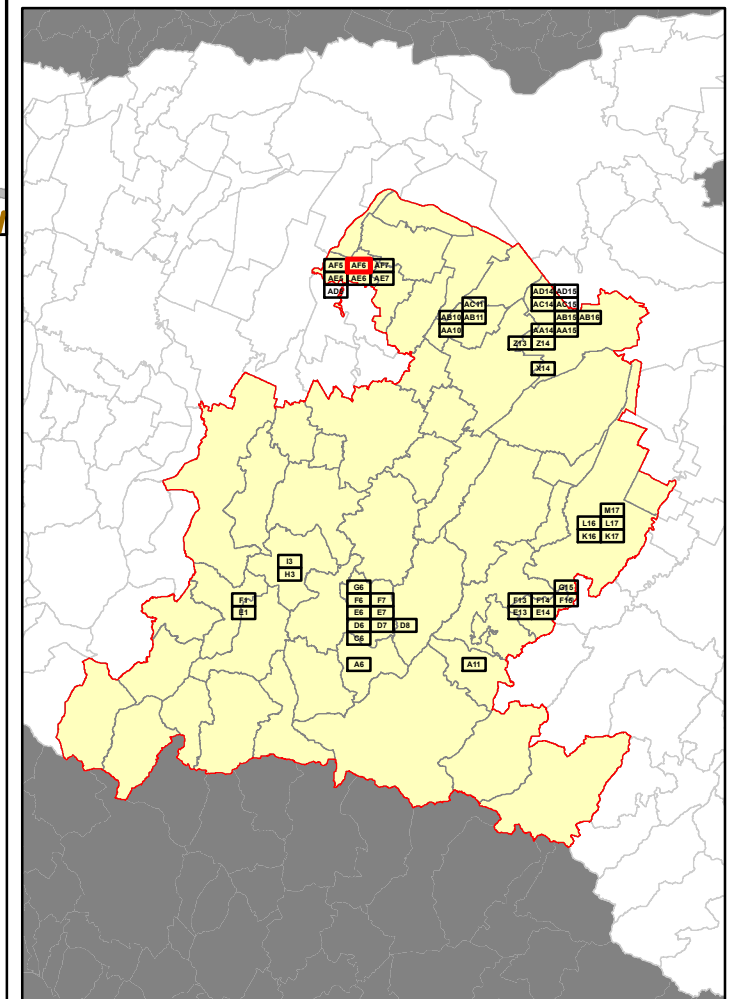 AF5 AF6 AF7
AE5 AE6 AE7
AD14 AD15
AC11 AC14 AC15
AB10 AB11 AB15 AB16
AA10 AA14 AA15
Z13 Z14
X14
M17
L16 L17
K16 K17
I3
H3
G6 G15
F1 F6 F7 F13 F14 F15
E1 E6 E7 E13 E14
D6 D7 D8
C6
A6 A11